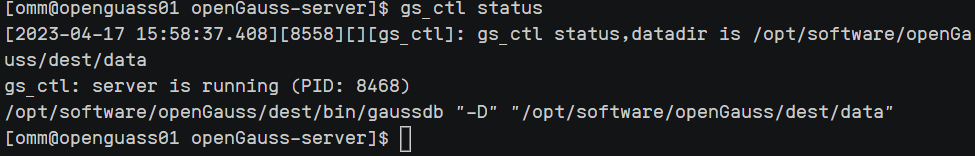 [omm@openguass01 openGauss-server]$ gs_ctl status
[2023-04-17 15:58:37.408][8558][][gs_ctl]: gs_ctl status,datadir is /opt/software/openGa
uss/dest/data
gs_ctl: server is running (PID: 8468)
/opt/software/openGauss/dest/bin/gaussdb "-D" "/opt/software/openGauss/dest/data"
[omm@openguass01 openGauss-server]$